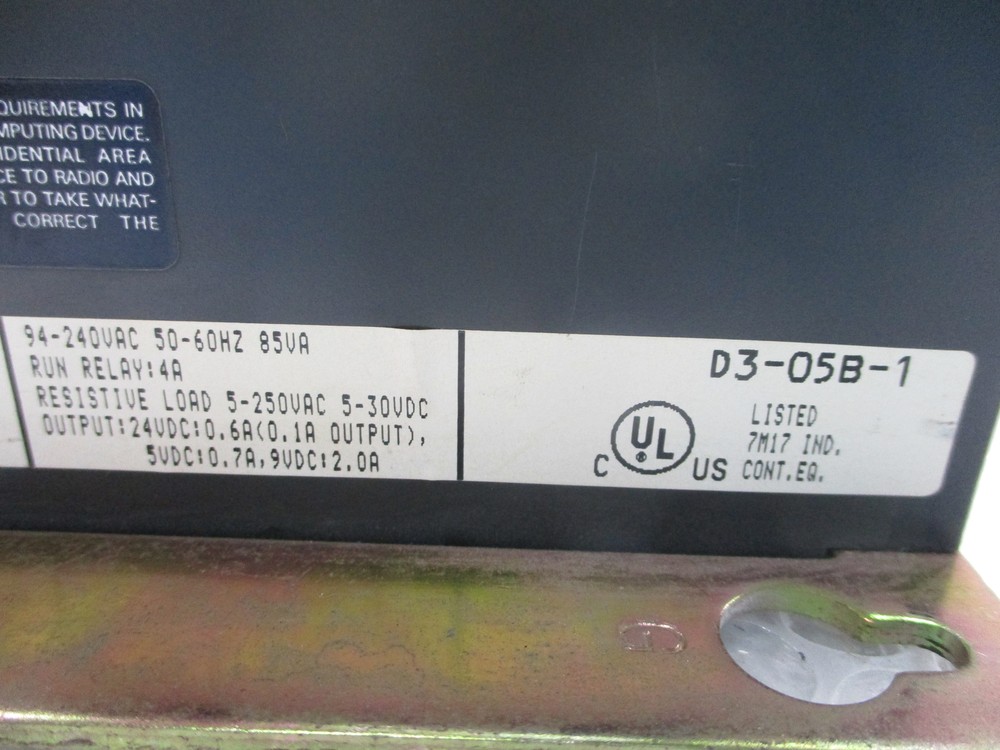 QUIREMENTS IN
MPUTING DEVICE.
IDENTIAL AREA
CE TO RADIO AND
R TO TAKE WHAT-
CORRECT THE
94-240VAC 50-60HZ 85VA
RUN RELAY:4A
RESISTIVE LOAD 5-250VAC 5-30VDC
OUTPUT:24VDC:0.6A(0.1A OUTPUT),
5VDC:0.7A,9VDC:2.0A
D3-05B-1
C UL® US
LISTED
7M17 IND.
CONT.EQ.